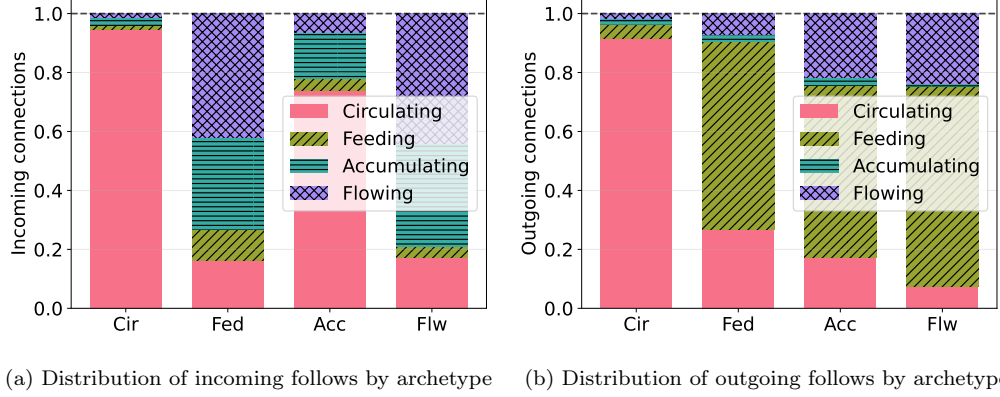 Incoming connections
1.0
0.8
0.6
0.4
0.2
0.0
Circulating
Feeding
Accumulating
Flowing
Cir Fed Acc Flw
(a) Distribution of incoming follows by archetype
Outgoing connections
1.0
0.8
0.6
0.4
0.2
0.0
Circulating
Feeding
Accumulating
Flowing
Cir Fed Acc Flw
(b) Distribution of outgoing follows by archetype